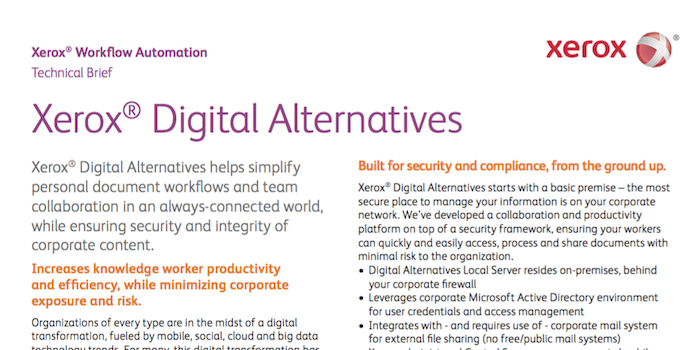 Xerox® Workflow Automation
Technical Brief
xerox ®
Xerox® Digital Alternatives
Xerox® Digital Alternatives helps simplify
personal document workflows and team
collaboration in an always-connected world,
while ensuring security and integrity of
corporate content.
Increases knowledge worker productivity
and efficiency, while minimizing corporate
exposure and risk.
Organizations of every type are in the midst of a digital
transformation, fueled by mobile, social, cloud and big data
technology trends. For many, this digital transformation has
Built for security and compliance, from the ground up.
Xerox® Digital Alternatives starts with a basic premise – the most
secure place to manage your information is on your corporate
network. We've developed a collaboration and productivity
platform on top of a security framework, ensuring your workers
can quickly and easily access, process and share documents with
minimal risk to the organization.
• Digital Alternatives Local Server resides on-premises, behind
your corporate firewall
• Leverages corporate Microsoft Active Directory environment
for user credentials and access management
• Integrates with - and requires use of - corporate mail system
for external file sharing (no free/public mail systems)